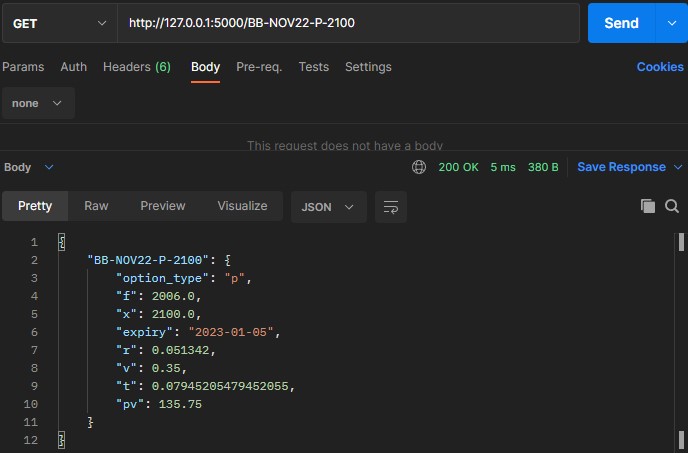 GET http://127.0.0.1:5000/BB-NOV22-P-2100 Send
Params Auth Headers (6) Body Pre-req. Tests Settings Cookies
none
This request does not have a body
Body 200 OK 5 ms 380 B Save Response
Pretty Raw Preview Visualize JSON
1 {
2 "BB-NOV22-P-2100": {
3 "option_type": "p",
4 "f": 2006.0,
5 "x": 2100.0,
6 "expiry": "2023-01-05",
7 "r": 0.051342,
8 "v": 0.35,
9 "t": 0.07945205479452055,
10 "pv": 135.75
11 }
12 }